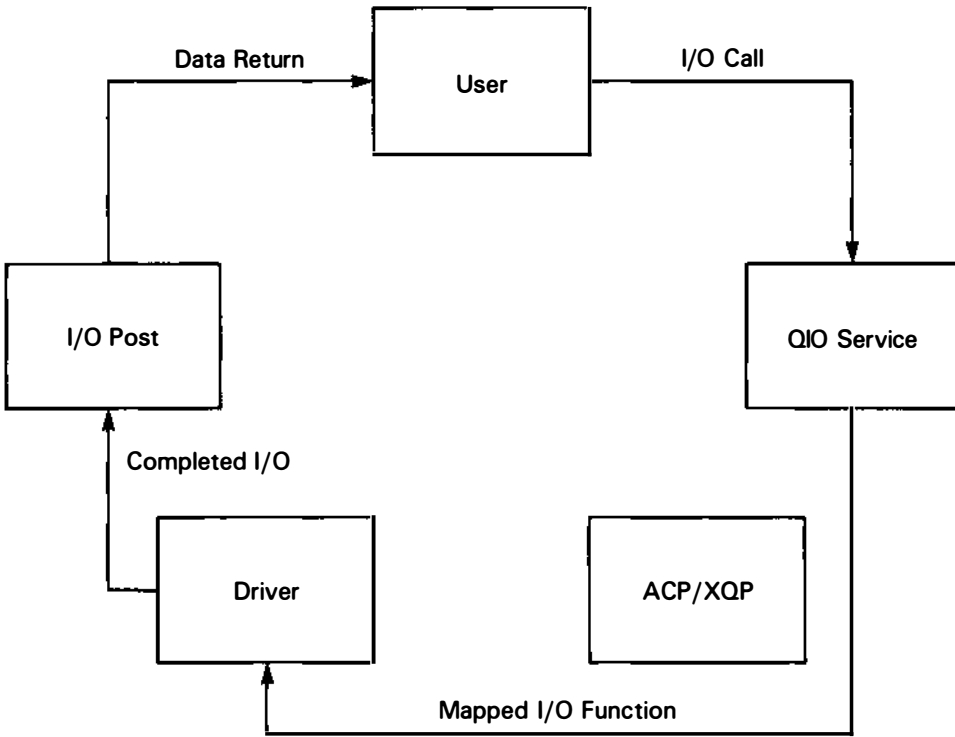 Data Return
User
I/O Call
I/O Post
QIO Service
Completed I/O
Driver
ACP/XQP
Mapped I/O Function